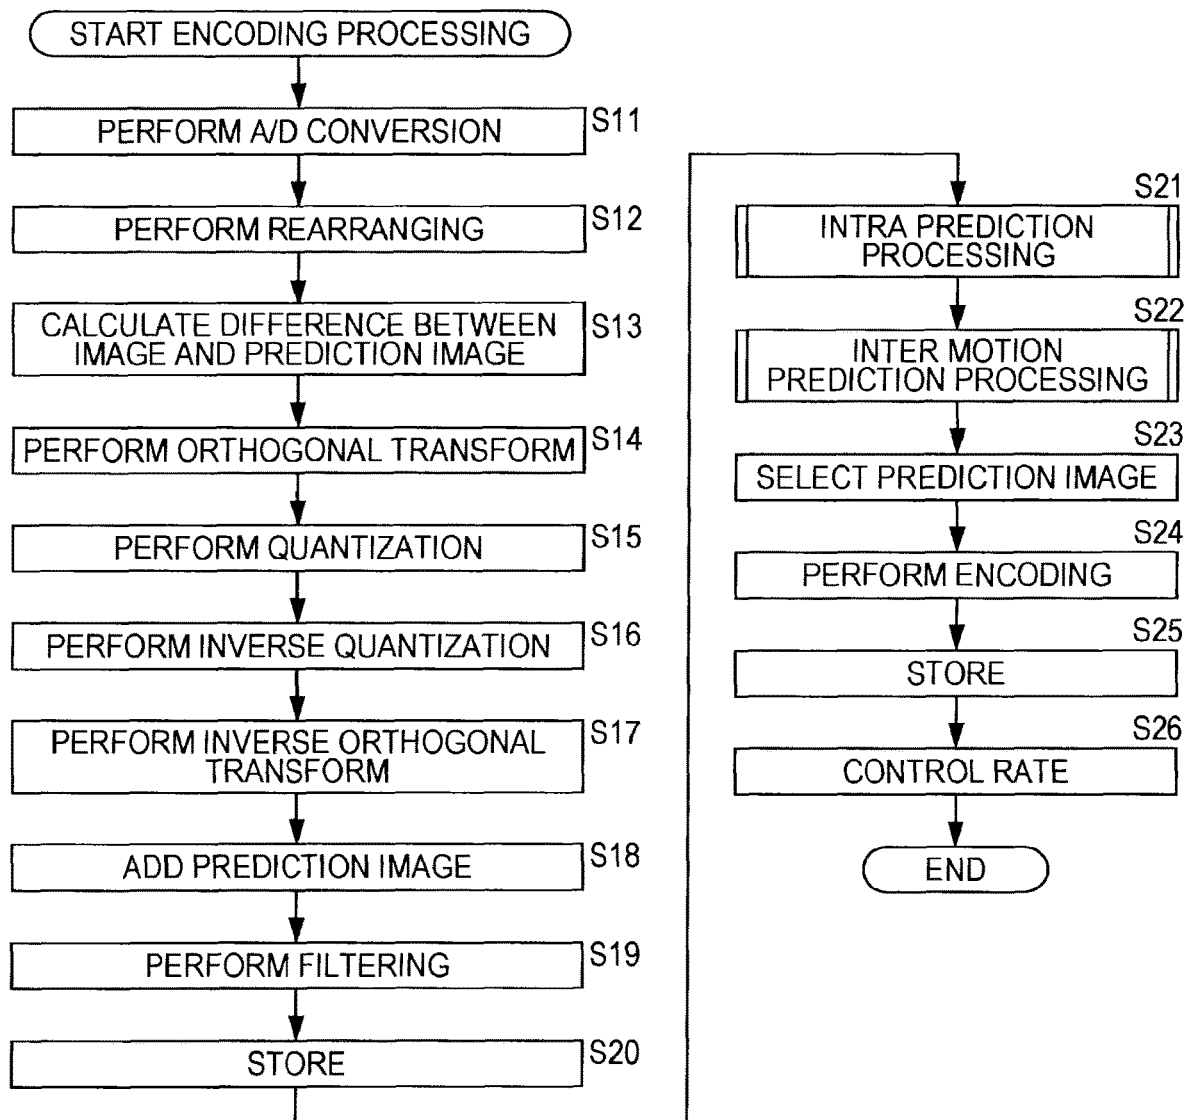 START ENCODING PROCESSING
S11
PERFORM A/D CONVERSION
S12
PERFORM REARRANGING
S13
CALCULATE DIFFERENCE BETWEEN
IMAGE AND PREDICTION IMAGE
S14
PERFORM ORTHOGONAL TRANSFORM
S15
PERFORM QUANTIZATION
S16
PERFORM INVERSE QUANTIZATION
S17
PERFORM INVERSE ORTHOGONAL
TRANSFORM
S18
ADD PREDICTION IMAGE
S19
PERFORM FILTERING
S20
STORE
S21
INTRA PREDICTION
PROCESSING
S22
INTER MOTION
PREDICTION PROCESSING
S23
SELECT PREDICTION IMAGE
S24
PERFORM ENCODING
S25
STORE
S26
CONTROL RATE
END